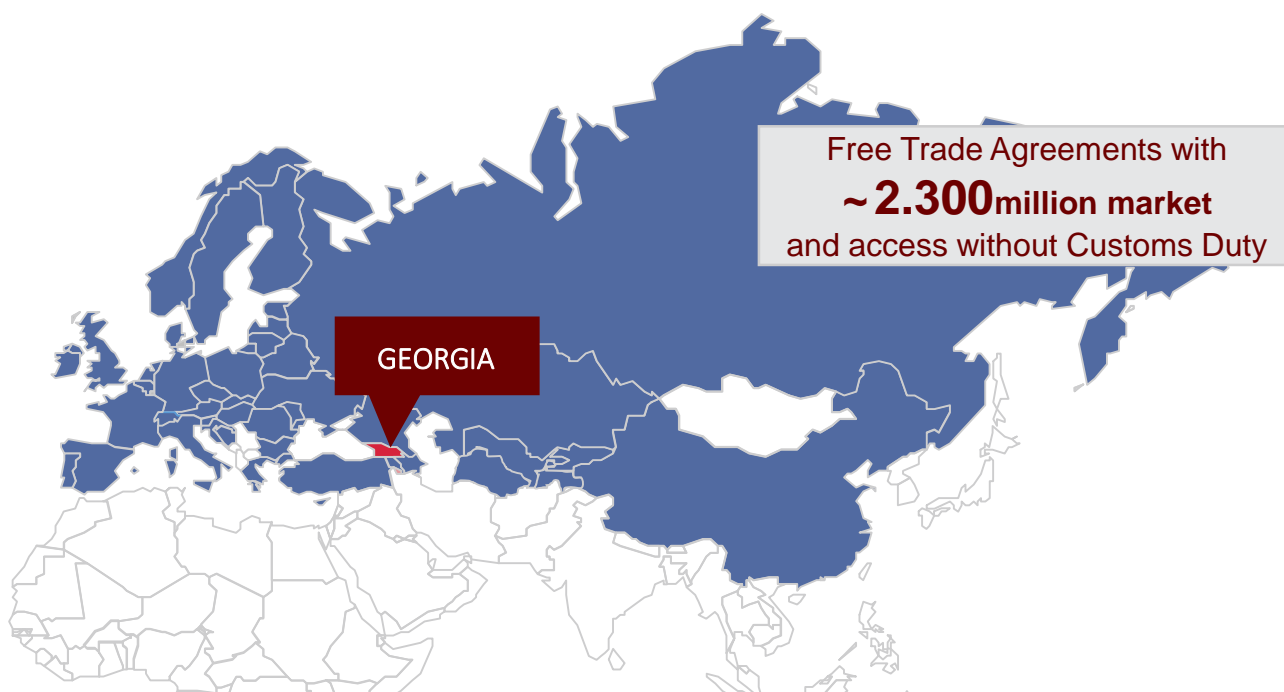 Free Trade Agreements with
~ 2.300million market
and access without Customs Duty
GEORGIA